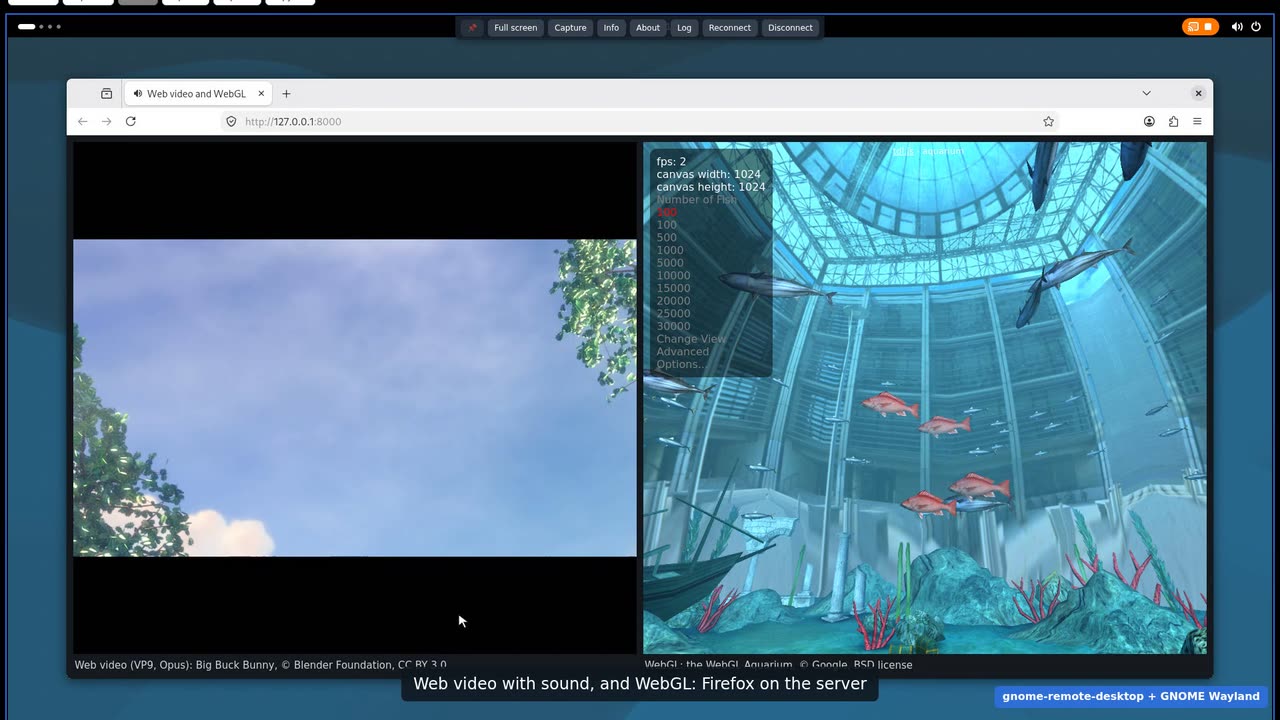 Full screen
Capture
Info
About
Log
Reconnect
Disconnect
Web video and WebGL
http://127.0.0.1:8000
fps: 2
canvas width: 1024
canvas height: 1024
Number of Fish
100
500
1000
5000
10000
15000
20000
25000
30000
Change View
Advanced
Options...
aquarium
Web video (VP9, Opus): Big Buck Bunny, © Blender Foundation, CC BY 3.0
WebGL: the WebGL Aquarium, © Google, BSD license
Web video with sound, and WebGL: Firefox on the server
gnome-remote-desktop + GNOME Wayland